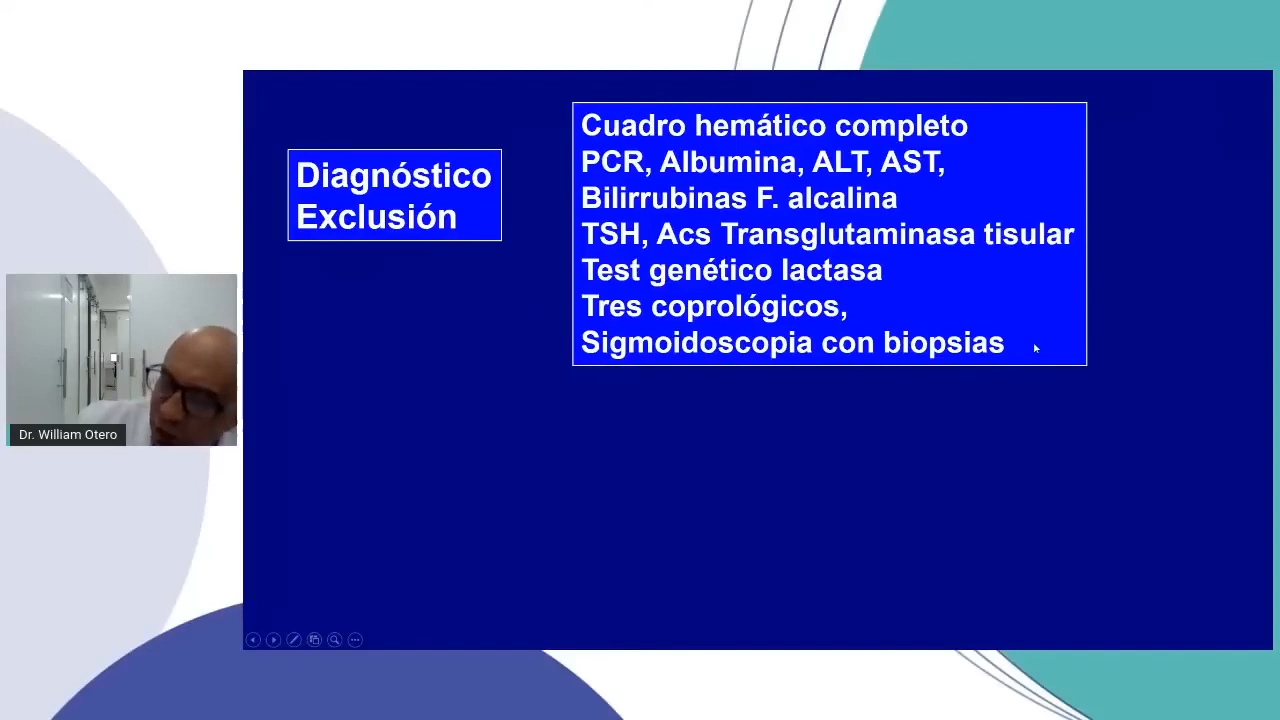 Diagnóstico
Exclusión
Cuadro hemático completo
PCR, Albumina, ALT, AST,
Bilirrubinas F. alcalina
TSH, Acs Transglutaminasa tisular
Test genético lactasa
Tres coprológicos,
Sigmoidoscopia con biopsias
Dr. William Otero